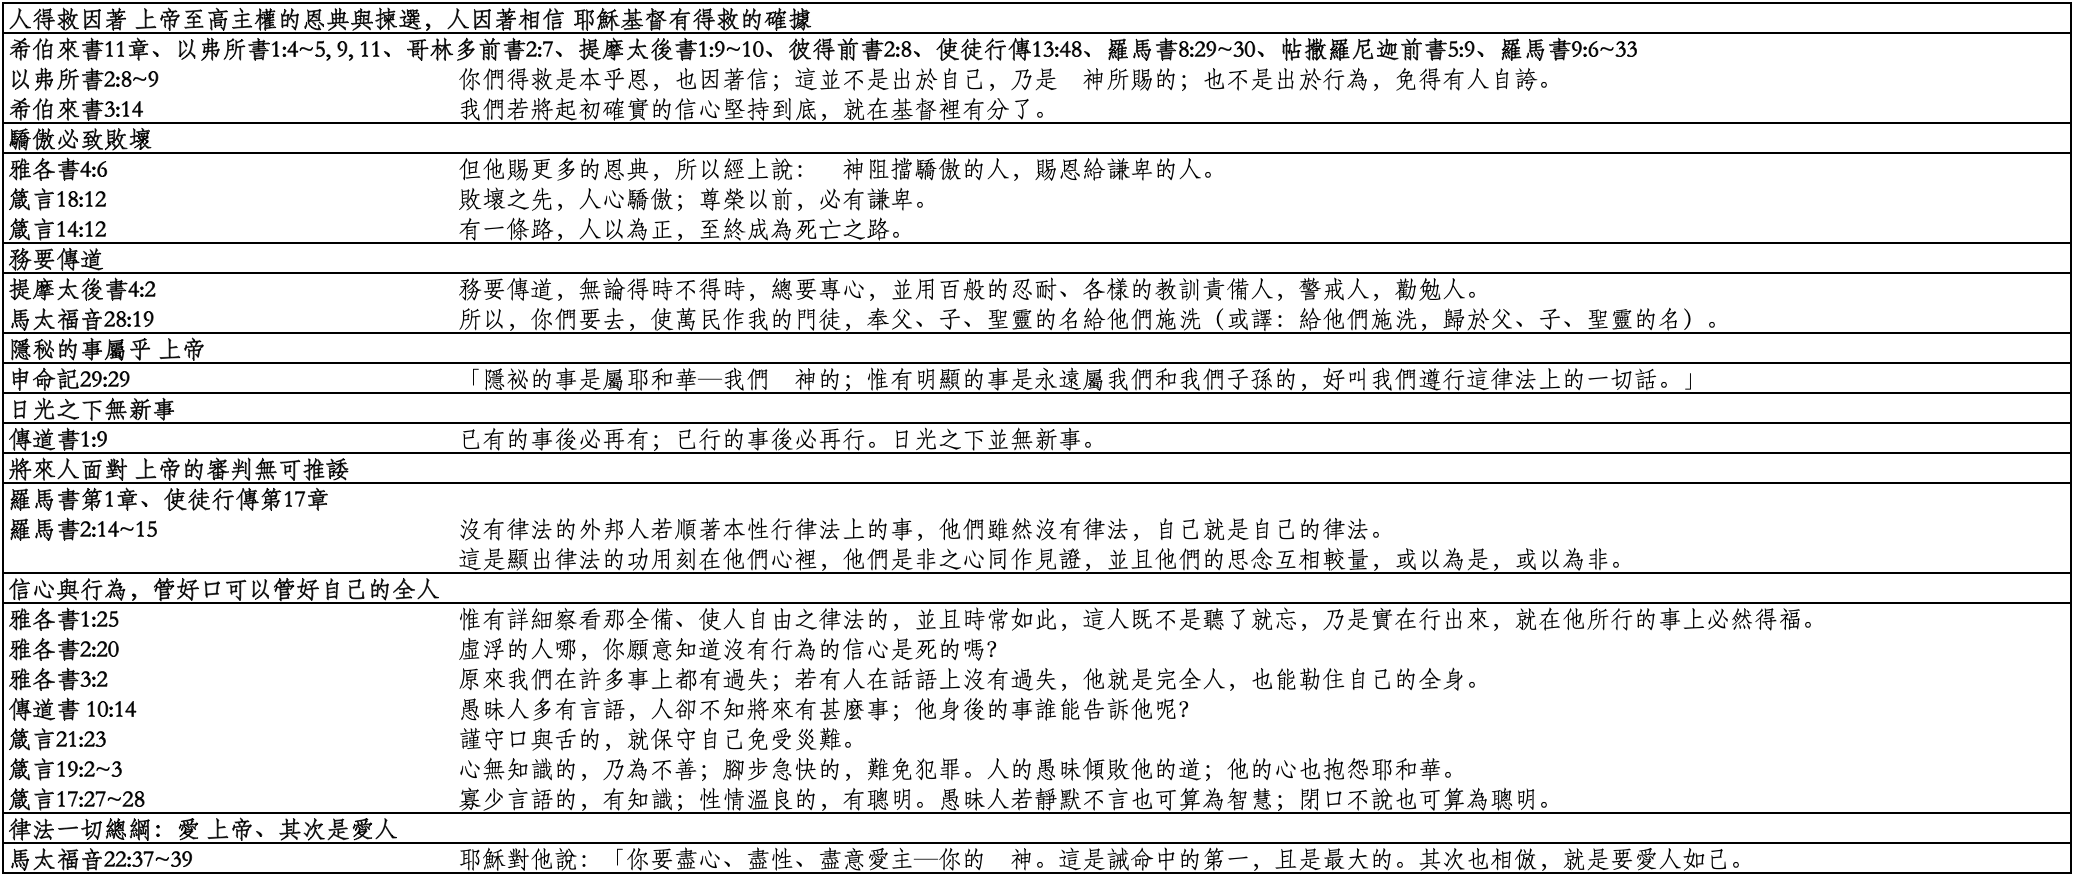 人得救因著 上帝至高主權的恩典與揀選，人因著相信 耶穌基督有得救的確據
希伯來書11章、以弗所書1:4~5, 9, 11、哥林多前書2:7、提摩太後書1:9~10、彼得前書2:8、使徒行傳13:48、羅馬書8:29~30、帖撒羅尼迦前書5:9、羅馬書9:6~33
以弗所書2:8~9 你們得救是本乎恩，也因著信；這並不是出於自己，乃是　神所賜的；也不是出於行為，免得有人自誇。
希伯來書3:14 我們若將起初確實的信心堅持到底，就在基督裡有分了。
驕傲必致敗壞
雅各書4:6 但他賜更多的恩典，所以經上說：　神阻擋驕傲的人，賜恩給謙卑的人。
箴言18:12 敗壞之先，人心驕傲；尊榮以前，必有謙卑。
箴言14:12 有一條路，人以為正，至終成為死亡之路。
務要傳道
提摩太後書4:2 務要傳道，無論得時不得時，總要專心，並用百般的忍耐、各樣的教訓責備人，警戒人，勸勉人。
馬太福音28:19 所以，你們要去，使萬民作我的門徒，奉父、子、聖靈的名給他們施洗（或譯：給他們施洗，歸於父、子、聖靈的名）。
隱秘的事屬乎 上帝
申命記29:29 「隱祕的事是屬耶和華─我們　神的；惟有明顯的事是永遠屬我們和我們子孫的，好叫我們遵行這律法上的一切話。」
日光之下無新事
傳道書1:9 已有的事後必再有；已行的事後必再行。日光之下並無新事。
將來人面對 上帝的審判無可推諉
羅馬書第1章、使徒行傳第17章
羅馬書2:14~15 沒有律法的外邦人若順著本性行律法上的事，他們雖然沒有律法，自己就是自己的律法。
這是顯出律法的功用刻在他們心裡，他們是非之心同作見證，並且他們的思念互相較量，或以為是，或以為非。
信心與行為，管好口可以管好自己的全人
雅各書1:25 惟有詳細察看那全備、使人自由之律法的，並且時常如此，這人既不是聽了就忘，乃是實在行出來，就在他所行的事上必然得福。
雅各書2:20 虛浮的人哪，你願意知道沒有行為的信心是死的嗎？
雅各書3:2 原來我們在許多事上都有過失；若有人在話語上沒有過失，他就是完全人，也能勒住自己的全身。
傳道書 10:14 愚昧人多有言語，人卻不知將來有甚麼事；他身後的事誰能告訴他呢？
箴言21:23 謹守口與舌的，就保守自己免受災難。
箴言19:2~3 心無知識的，乃為不善；腳步急快的，難免犯罪。人的愚昧傾敗他的道；他的心也抱怨耶和華。
箴言17:27~28 寡少言語的，有知識；性情溫良的，有聰明。愚昧人若靜默不言也可算為智慧；閉口不說也可算為聰明。
律法一切總綱：愛 上帝、其次是愛人
馬太福音22:37~39 耶穌對他說：「你要盡心、盡性、盡意愛主─你的　神。這是誡命中的第一，且是最大的。其次也相倣，就是要愛人如己。